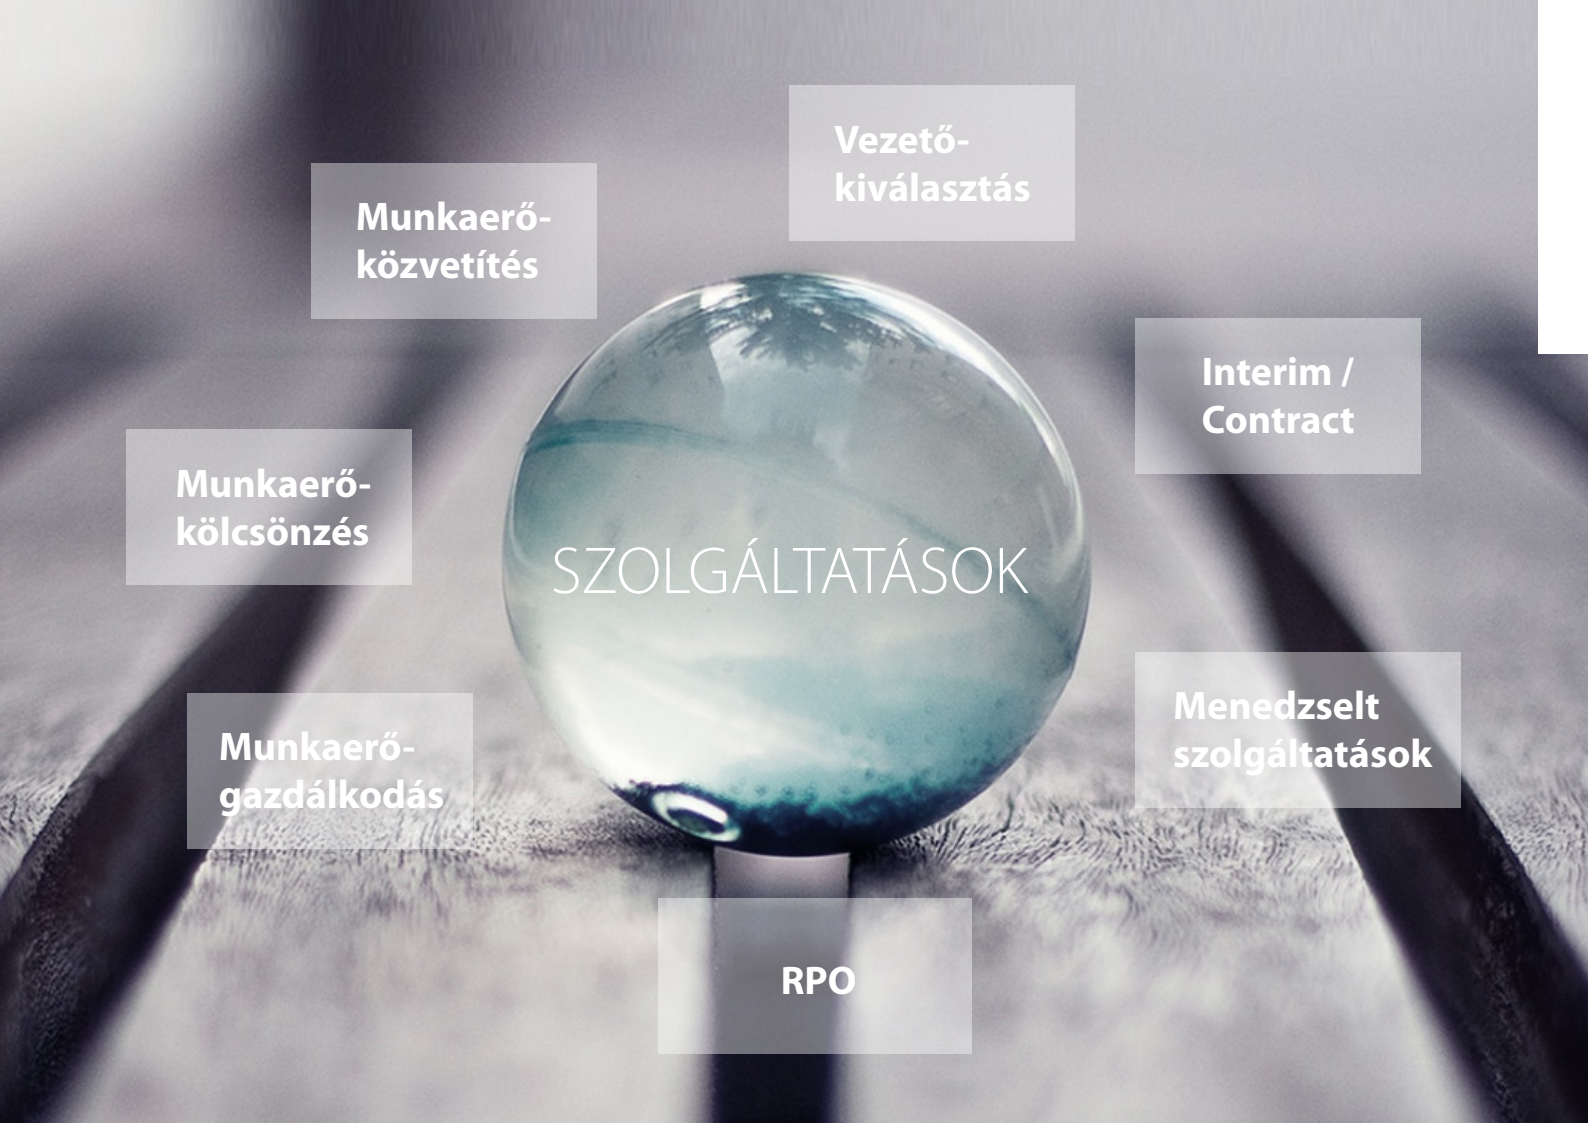 Vezető-
kiválasztás
Munkaerő-
közvetítés
Interim /
Contract
Munkaerő-
kölcsönzés
SZOLGÁLTATÁSOK
Menedzselt
szolgáltatások
Munkaerő-
gazdálkodás
RPO